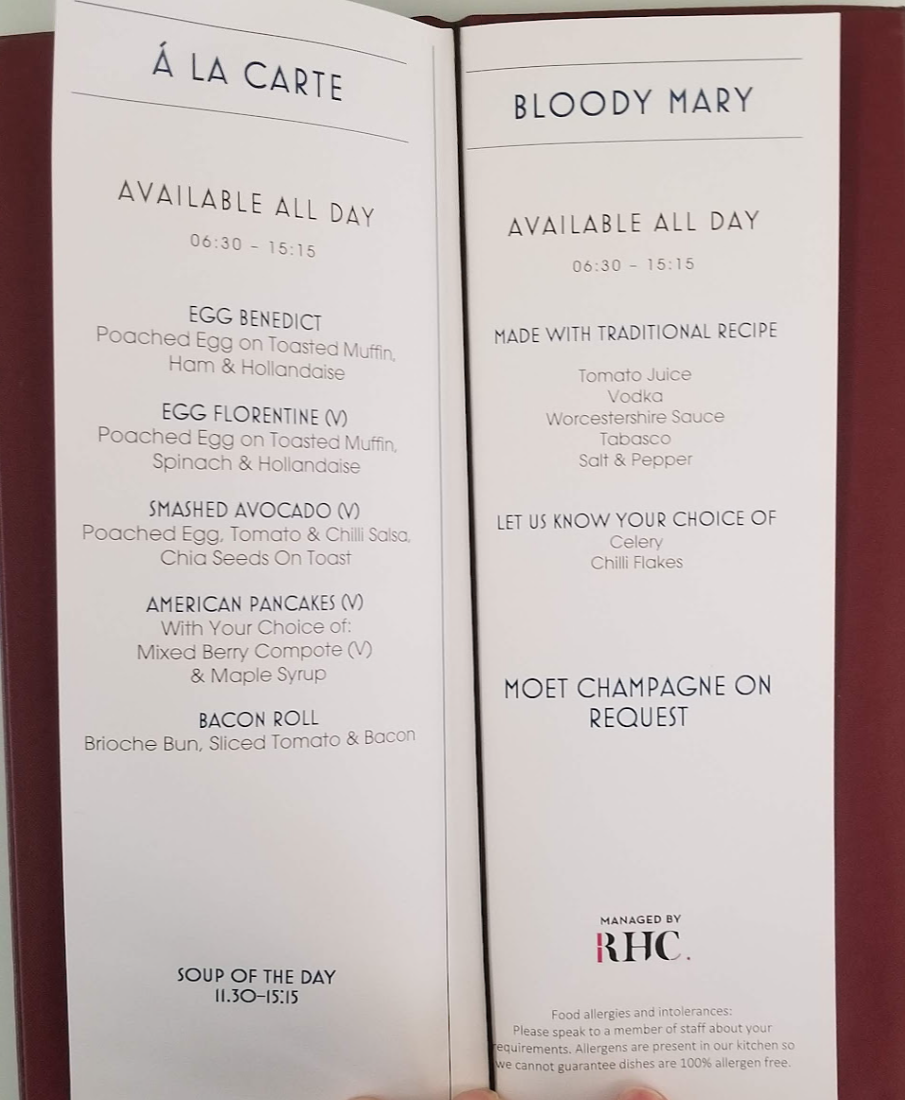 Á LA CARTE
AVAILABLE ALL DAY
06:30 - 15:15
EGG BENEDICT
Poached Egg on Toasted Muffin,
Ham & Hollandaise
EGG FLORENTINE (V)
Poached Egg on Toasted Muffin,
Spinach & Hollandaise
SMASHED AVOCADO (V)
Poached Egg, Tomato & Chilli Salsa,
Chia Seeds On Toast
AMERICAN PANCAKES (V)
With Your Choice of:
Mixed Berry Compote (V)
& Maple Syrup
BACON ROLL
Brioche Bun, Sliced Tomato & Bacon
SOUP OF THE DAY
11.30-15:15
BLOODY MARY
AVAILABLE ALL DAY
06:30 - 15:15
MADE WITH TRADITIONAL RECIPE
Tomato Juice
Vodka
Worcestershire Sauce
Tabasco
Salt & Pepper
LET US KNOW YOUR CHOICE OF
Celery
Chilli Flakes
MOET CHAMPAGNE ON
REQUEST
MANAGED BY
RHC.
Food allergies and intolerances:
Please speak to a member of staff about your
requirements. Allergens are present in our kitchen so
we cannot guarantee dishes are 100% allergen free.